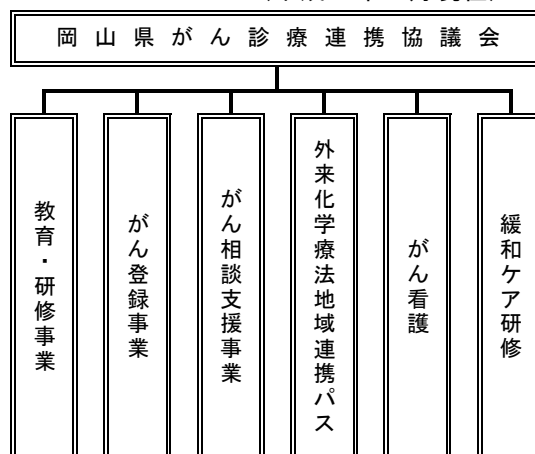 岡山県がん診療連携協議会
教育・研修事業
がん登録事業
がん相談支援事業
外来化学療法地域連携パス
がん看護
緩和ケア研修